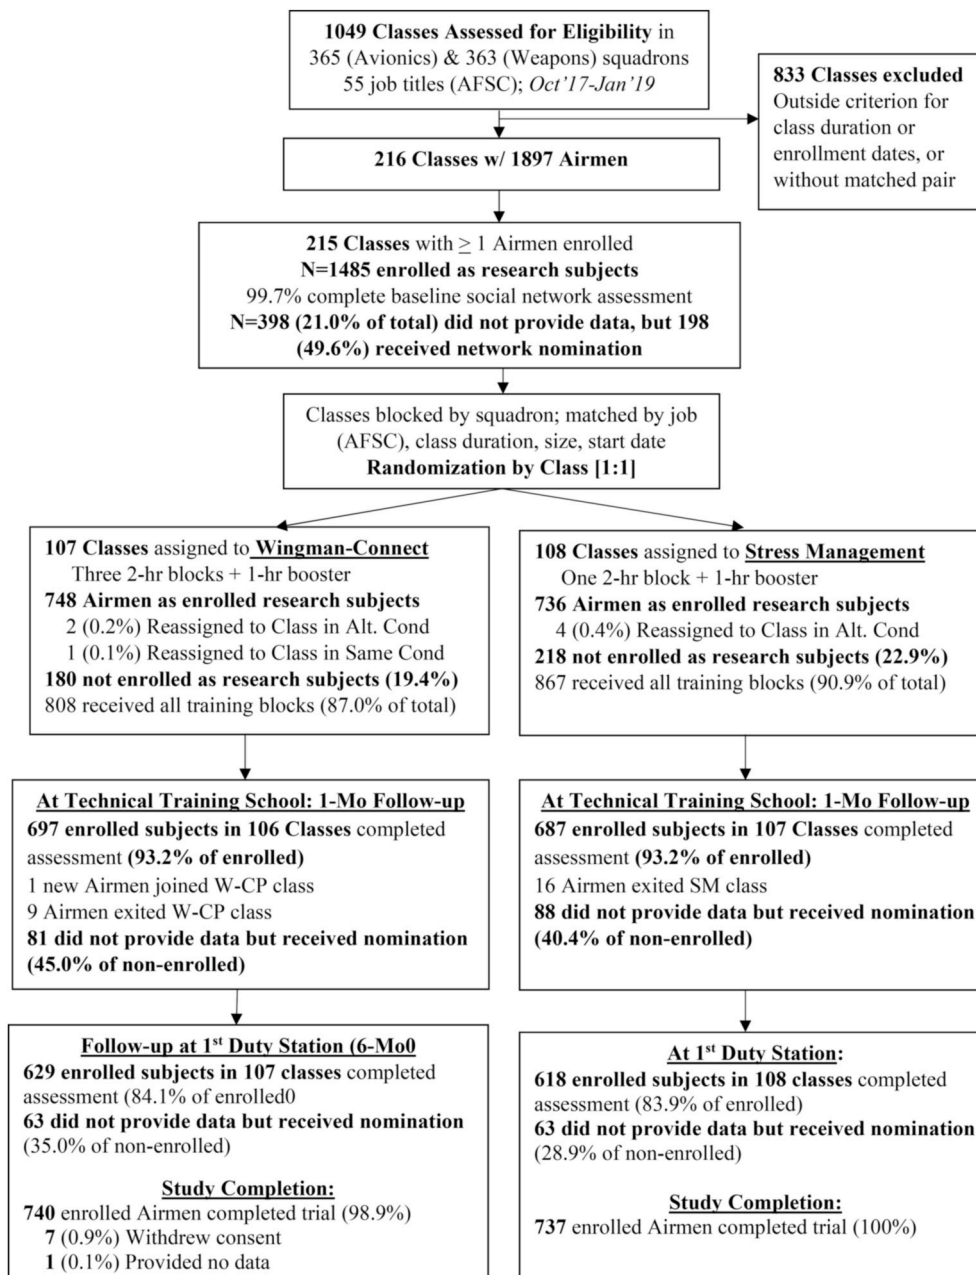 1049 Classes Assessed for Eligibility in
365 (Avionics) & 363 (Weapons) squadrons
55 job titles (AFSC); Oct’17-Jan’19
833 Classes excluded
Outside criterion for
class duration or
enrollment dates, or
without matched pair
216 Classes w/ 1897 Airmen
215 Classes with ≥ 1 Airmen enrolled
N=1485 enrolled as research subjects
99.7% complete baseline social network assessment
N=398 (21.0% of total) did not provide data, but 198
(49.6%) received network nomination
Classes blocked by squadron; matched by job
(AFSC), class duration, size, start date
Randomization by Class [1:1]
107 Classes assigned to Wingman-Connect
Three 2-hr blocks + 1-hr booster
748 Airmen as enrolled research subjects
2 (0.2%) Reassigned to Class in Alt. Cond
1 (0.1%) Reassigned to Class in Same Cond
180 not enrolled as research subjects (19.4%)
808 received all training blocks (87.0% of total)
108 Classes assigned to Stress Management
One 2-hr block + 1-hr booster
736 Airmen as enrolled research subjects
4 (0.4%) Reassigned to Class in Alt. Cond
218 not enrolled as research subjects (22.9%)
867 received all training blocks (90.9% of total)
At Technical Training School: 1-Mo Follow-up
697 enrolled subjects in 106 Classes completed
assessment (93.2% of enrolled)
1 new Airmen joined W-CP class
9 Airmen exited W-CP class
81 did not provide data but received nomination
(45.0% of non-enrolled)
At Technical Training School: 1-Mo Follow-up
687 enrolled subjects in 107 Classes completed
assessment (93.2% of enrolled)
16 Airmen exited SM class
88 did not provide data but received nomination
(40.4% of non-enrolled)
Follow-up at 1st Duty Station (6-Mo0
629 enrolled subjects in 107 classes completed
assessment (84.1% of enrolled0
63 did not provide data but received nomination
(35.0% of non-enrolled)
Study Completion:
740 enrolled Airmen completed trial (98.9%)
7 (0.9%) Withdrew consent
1 (0.1%) Provided no data
At 1st Duty Station:
618 enrolled subjects in 108 classes completed
assessment (83.9% of enrolled)
63 did not provide data but received nomination
(28.9% of non-enrolled)
Study Completion:
737 enrolled Airmen completed trial (100%)